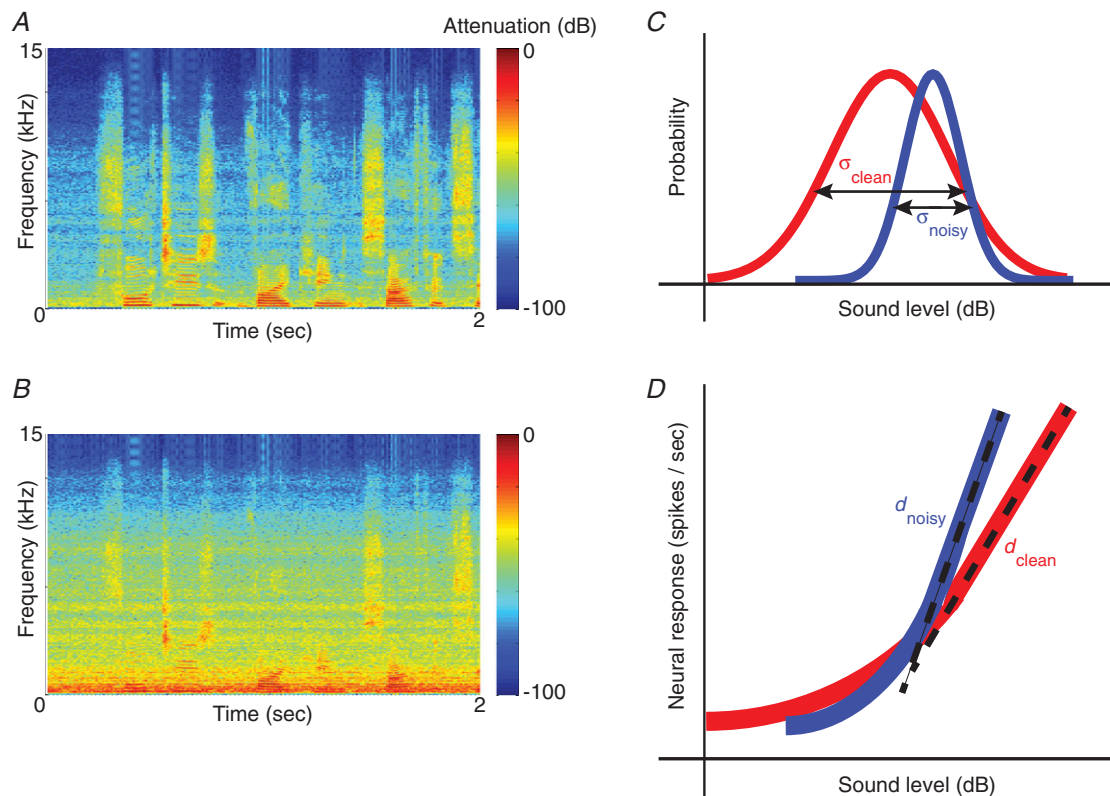 A
Attenuation (dB)
15
0
Frequency (kHz)
0
-100
Time (sec)
2
B
15
0
Frequency (kHz)
0
-100
Time (sec)
2
C
Probability
σclean
σnoisy
Sound level (dB)
D
Neural response (spikes / sec)
dnoisy
dclean
Sound level (dB)